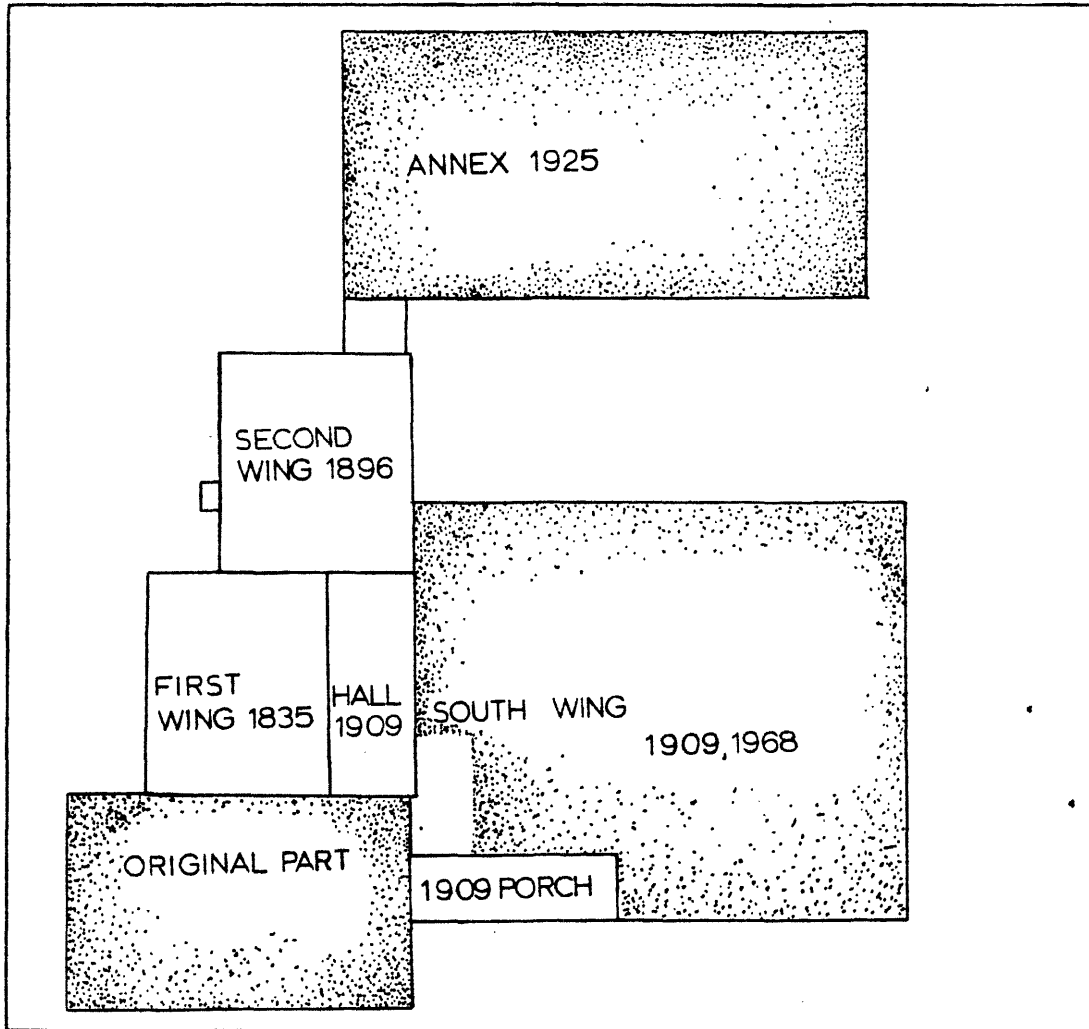 ANNEX 1925
SECOND
WING 1896
FIRST
WING 1835
HALL
1909
SOUTH WING
1909, 1968
ORIGINAL PART
1909 PORCH